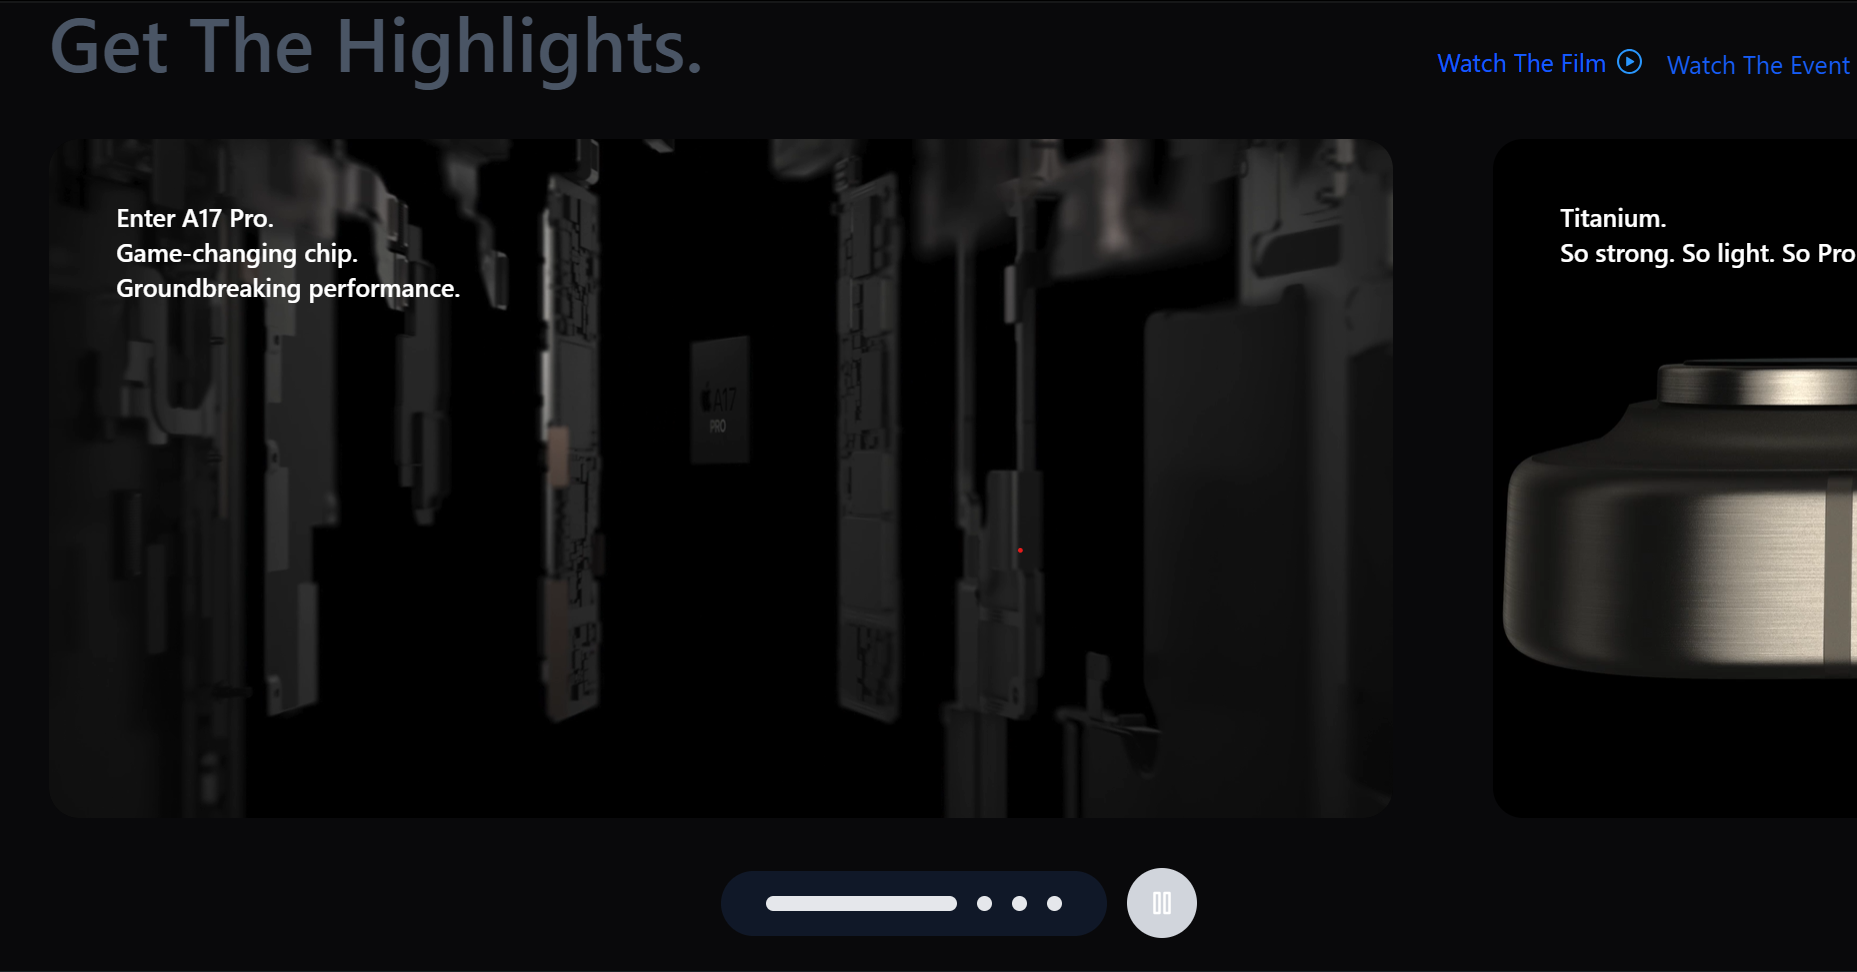 Get The Highlights.
Watch The Film
Watch The Event
Enter A17 Pro.
Game-changing chip.
Groundbreaking performance.
A17
PRO
Titanium.
So strong. So light. So Pro